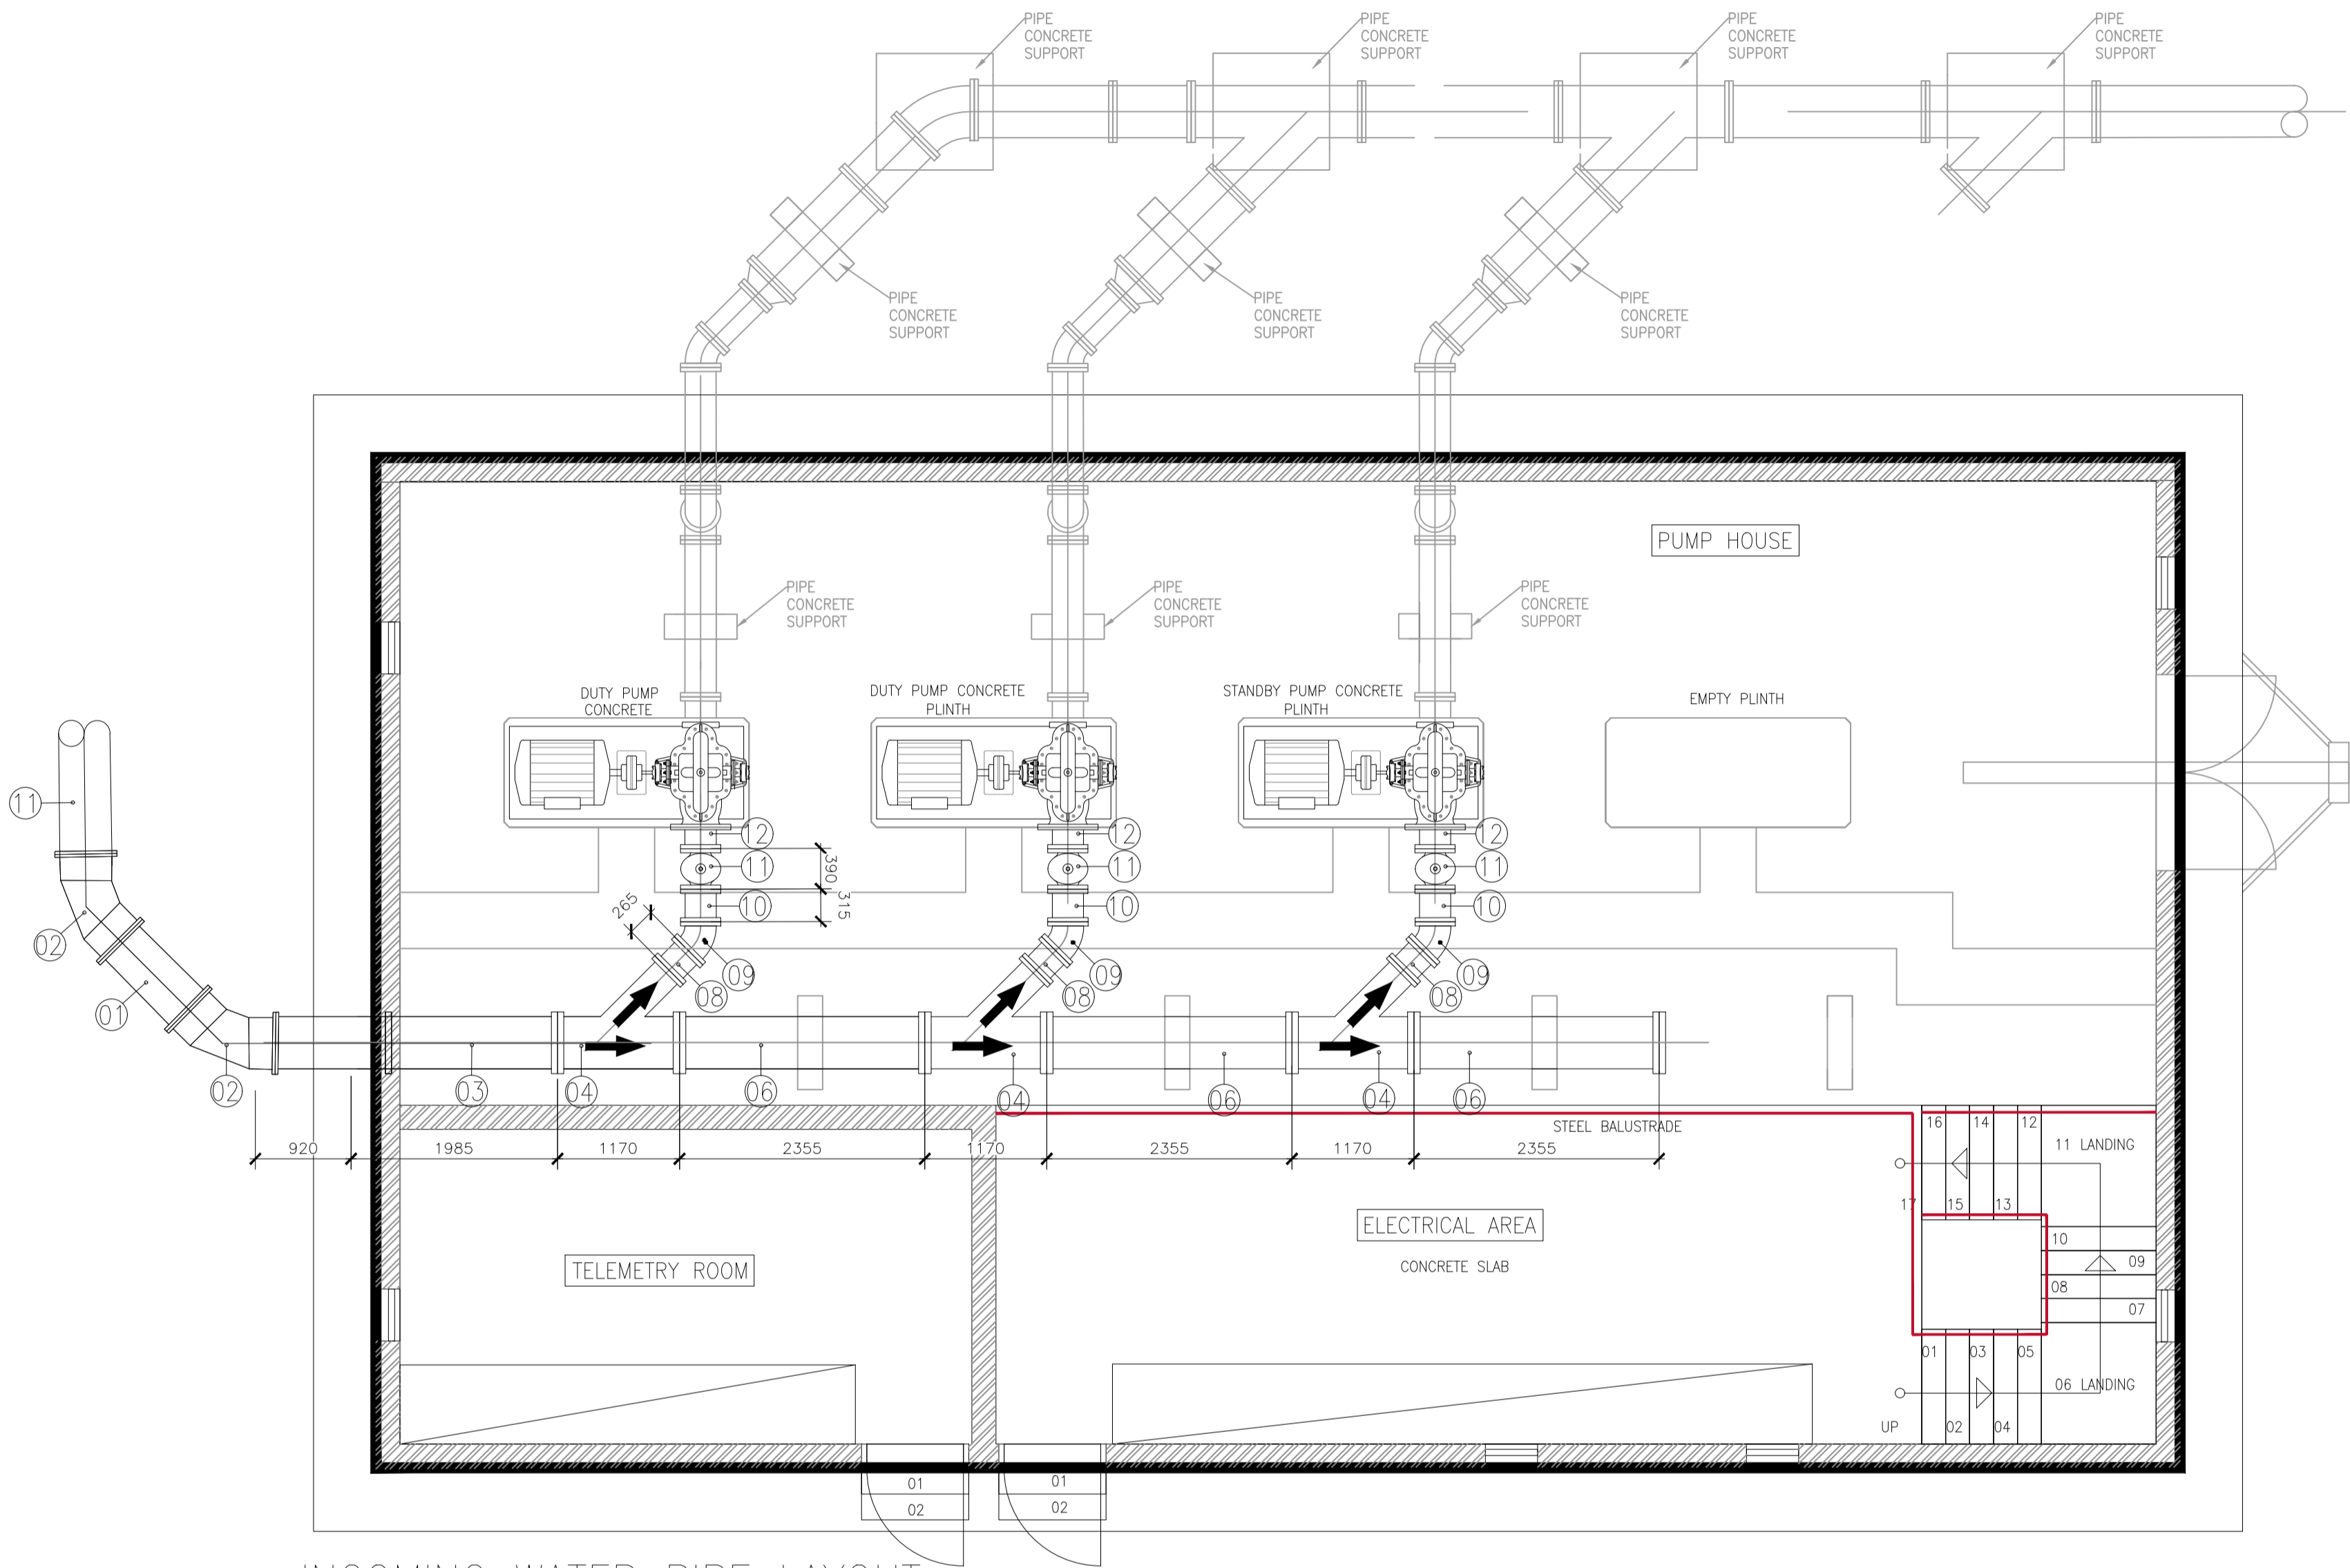 PIPE
CONCRETE
SUPPORT
PIPE
CONCRETE
SUPPORT
PIPE
CONCRETE
SUPPORT
PIPE
CONCRETE
SUPPORT
PIPE
CONCRETE
SUPPORT
PIPE
CONCRETE
SUPPORT
PIPE
CONCRETE
SUPPORT
PUMP HOUSE
PIPE
CONCRETE
SUPPORT
PIPE
CONCRETE
SUPPORT
PIPE
CONCRETE
SUPPORT
DUTY PUMP
CONCRETE
DUTY PUMP CONCRETE
PLINTH
STANDBY PUMP CONCRETE
PLINTH
EMPTY PLINTH
11
12
12
12
11
11
11
390
10
10
10
315
265
02
09
09
09
08
08
08
01
02
03
04
06
04
06
04
06
STEEL BALUSTRADE
920
1985
1170
2355
1170
2355
1170
2355
16
14
12
11 LANDING
17
15
13
ELECTRICAL AREA
CONCRETE SLAB
TELEMETRY ROOM
10
09
08
07
01
03
05
06 LANDING
UP
02
04
01
02
01
02
INCOMING WATER PIPE LAYOUT